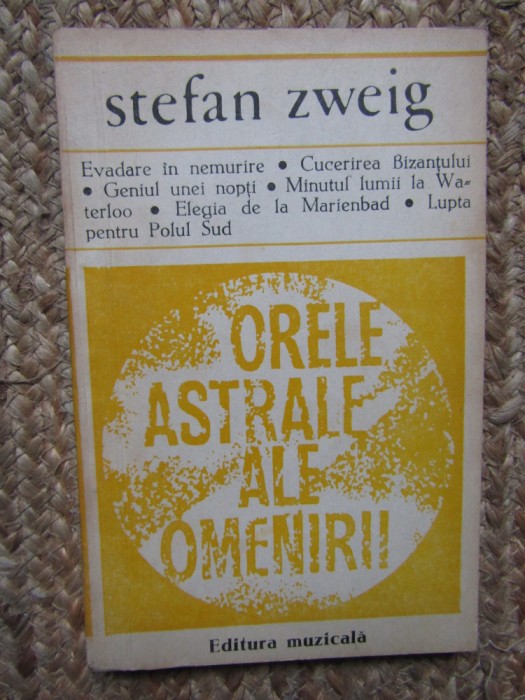 stefan zweig
Evadare în nemurire • Cucerirea Bizanțului
• Geniul unei nopți • Minutul lumii la Wa-
terloo • Elegia de la Marienbad • Lupta
pentru Polul Sud
ORELE
ASTRALE
ALE
OMENIRII
Editura muzicală